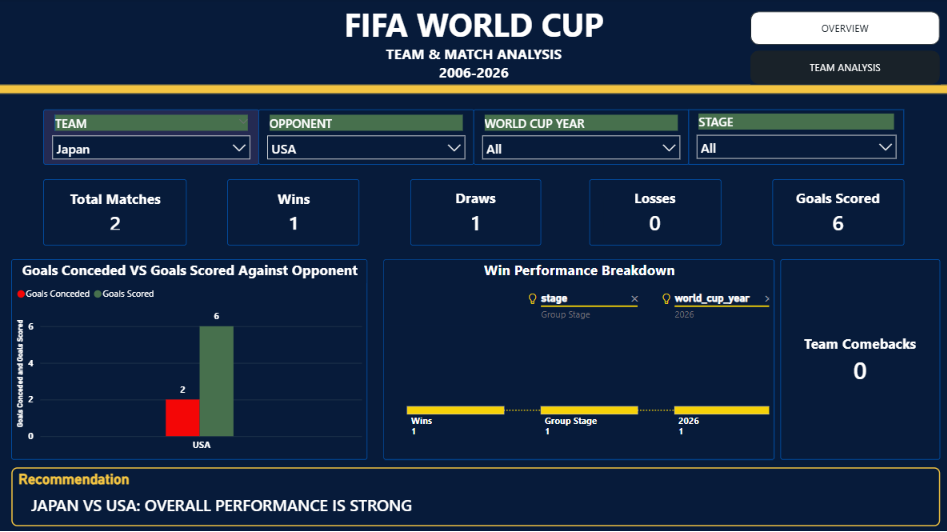 FIFA WORLD CUP
TEAM & MATCH ANALYSIS
2006-2026
OVERVIEW
TEAM ANALYSIS
TEAM
Japan
OPPONENT
USA
WORLD CUP YEAR
All
STAGE
All
Total Matches
2
Wins
1
Draws
1
Losses
0
Goals Scored
6
Goals Conceded VS Goals Scored Against Opponent
Goals Conceded Goals Scored
Goals Conceded and Goals Scored
6
4
2
0
2
6
USA
Win Performance Breakdown
stage
Group Stage
world_cup_year
2026
Wins
1
Group Stage
1
2026
1
Team Comebacks
0
Recommendation
JAPAN VS USA: OVERALL PERFORMANCE IS STRONG